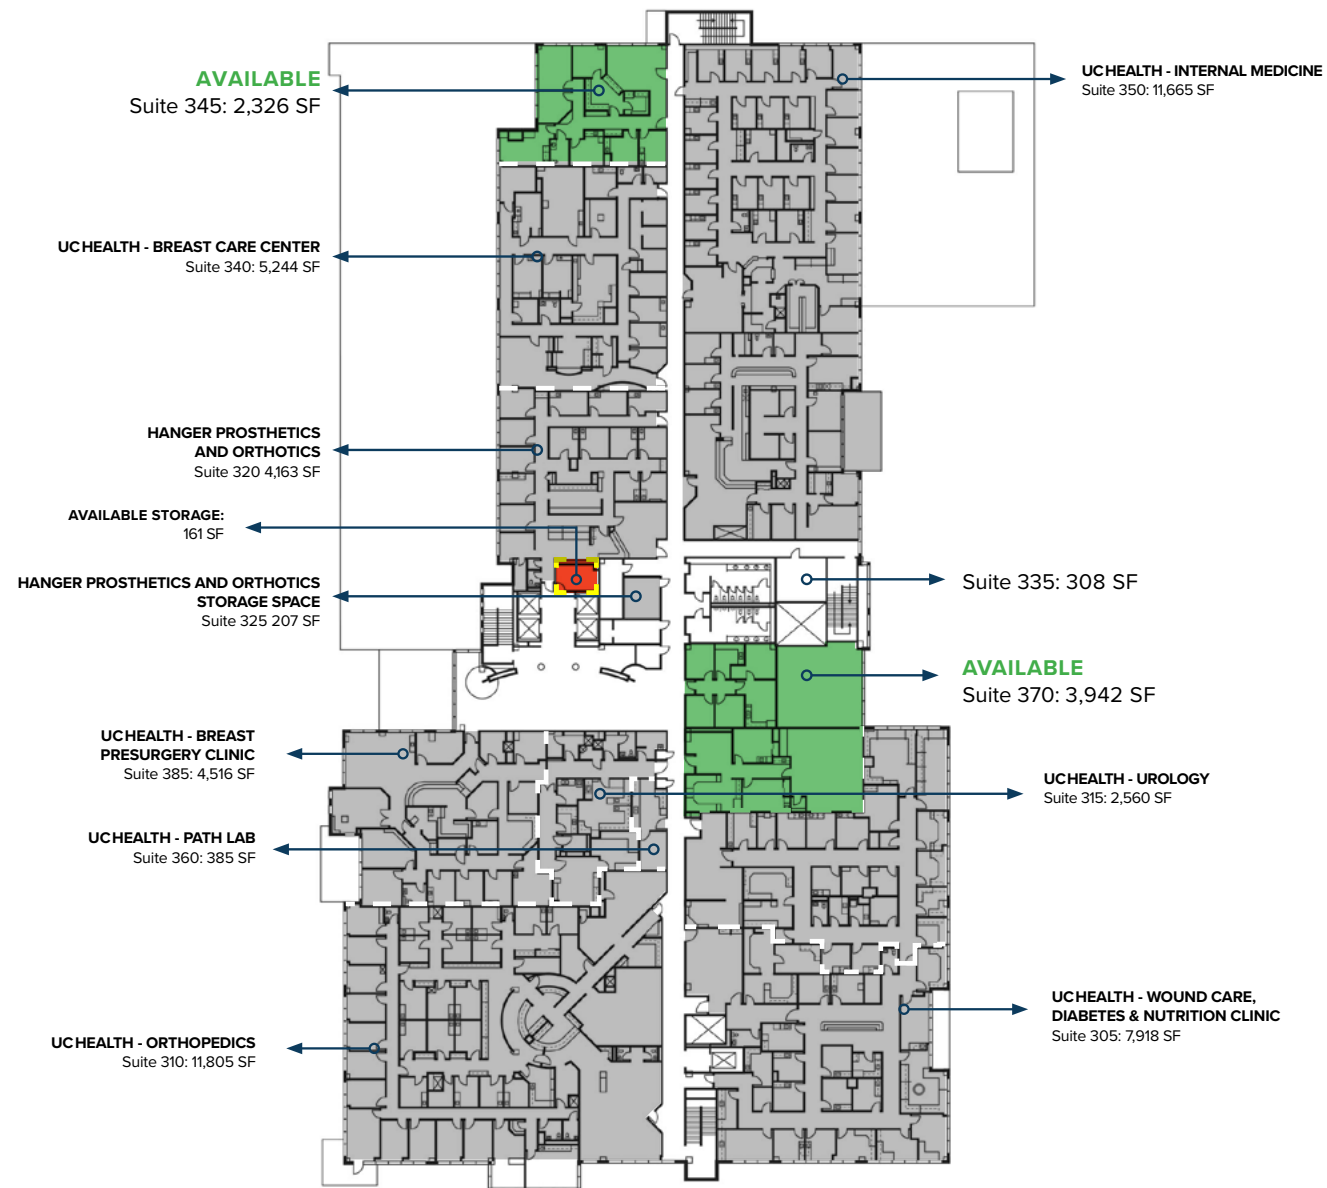 AVAILABLE
Suite 345: 2,326 SF
UCHEALTH - INTERNAL MEDICINE
Suite 350: 11,665 SF
UCHEALTH - BREAST CARE CENTER
Suite 340: 5,244 SF
HANGER PROSTHETICS
AND ORTHOTICS
Suite 320 4,163 SF
AVAILABLE STORAGE:
161 SF
HANGER PROSTHETICS AND ORTHOTICS
STORAGE SPACE
Suite 325 207 SF
Suite 335: 308 SF
AVAILABLE
Suite 370: 3,942 SF
UCHEALTH - BREAST
PRESURGERY CLINIC
Suite 385: 4,516 SF
UCHEALTH - UROLOGY
Suite 315: 2,560 SF
UCHEALTH - PATH LAB
Suite 360: 385 SF
UCHEALTH - WOUND CARE,
DIABETES & NUTRITION CLINIC
Suite 305: 7,918 SF
UCHEALTH - ORTHOPEDICS
Suite 310: 11,805 SF